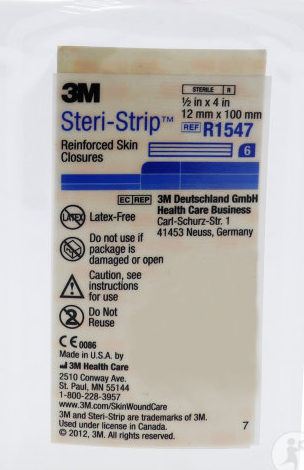 3M
STERILE R
Steri-Strip™
½ in x 4 in
12 mm x 100 mm
REF R1547
Reinforced Skin
Closures
6
EC REP 3M Deutschland GmbH
Health Care Business
Carl-Schurz-Str. 1
41453 Neuss, Germany
LATEX Latex-Free
Do not use if
package is
damaged or open
Caution, see
instructions
for use
2 Do Not
Reuse
CE 0086
Made in U.S.A. by
3M Health Care
2510 Conway Ave.
St. Paul, MN 55144
1-800-228-3957
www.3M.com/SkinWoundCare
3M and Steri-Strip are trademarks of 3M.
Used under license in Canada.
© 2012, 3M. All rights reserved.
7